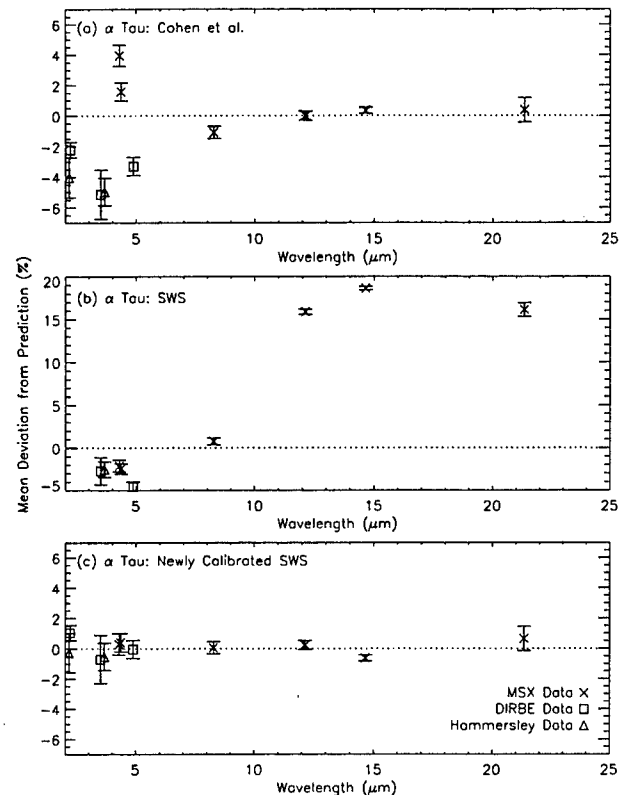 (a) α Tau: Cohen et al.
4
2
0
-2
-4
-6
5 10 15 20 25
Wavelength (μm)
Mean Deviation from Prediction (%)
(b) α Tau: SWS
20
15
10
5
0
-5
5 10 15 20 25
Wavelength (μm)
(c) α Tau: Newly Calibrated SWS
6
4
2
0
-2
-4
-6
MSX Data ×
DIRBE Data □
Hammersley Data △
5 10 15 20 25
Wavelength (μm)